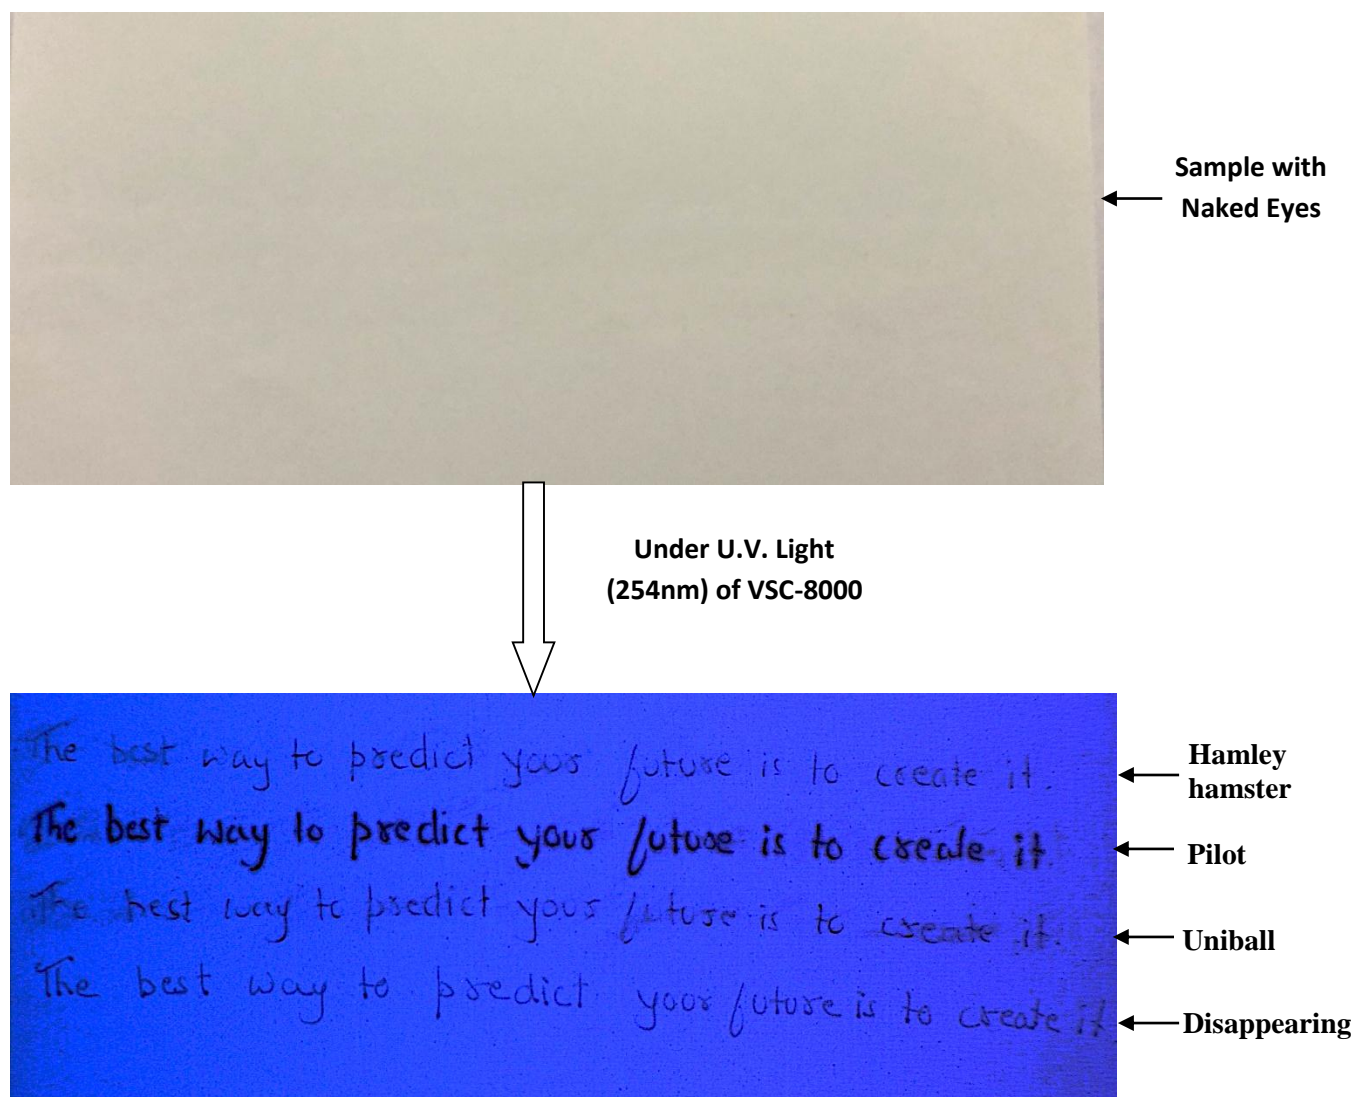 Sample with
Naked Eyes
Under U.V. Light
(254nm) of VSC-8000
The best way to predict your future is to create it.
Hamley
hamster
The best way to predict your future is to create it.
Pilot
The best way to predict your future is to create it.
Uniball
The best way to predict your future is to create it
Disappearing